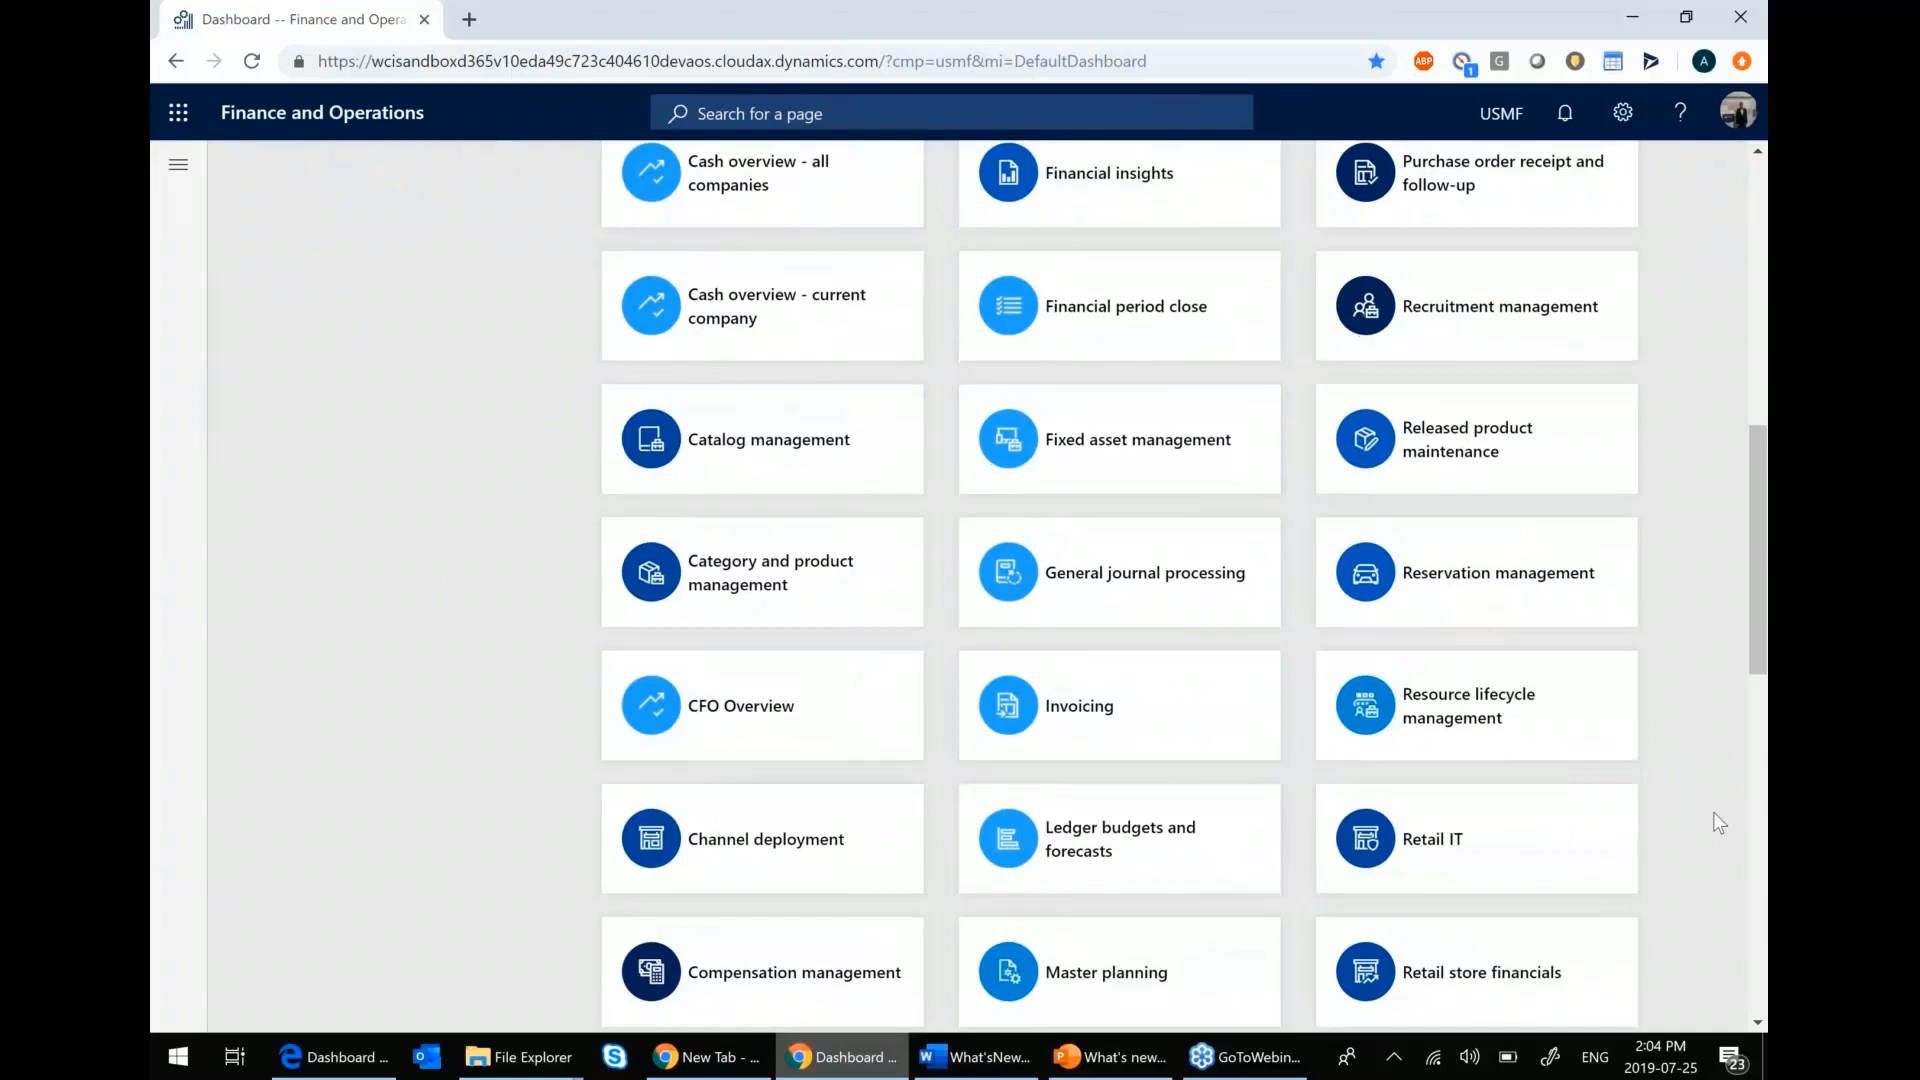 Dashboard -- Finance and Opera
https://wcisandboxd365v10eda49c723c404610devaos.cloudax.dynamics.com/?cmp=usmf&mi=DefaultDashboard
ABP
1
G
A
Finance and Operations
Search for a page
USMF
?
Cash overview - all
companies
Financial insights
Purchase order receipt and
follow-up
Cash overview - current
company
Financial period close
Recruitment management
Catalog management
Fixed asset management
Released product
maintenance
Category and product
management
General journal processing
Reservation management
CFO Overview
Invoicing
Resource lifecycle
management
Channel deployment
Ledger budgets and
forecasts
Retail IT
Compensation management
Master planning
Retail store financials
Dashboard ...
File Explorer
New Tab - ...
Dashboard ...
What'sNew...
What's new...
GoToWebin...
ENG
2:04 PM
2019-07-25
23